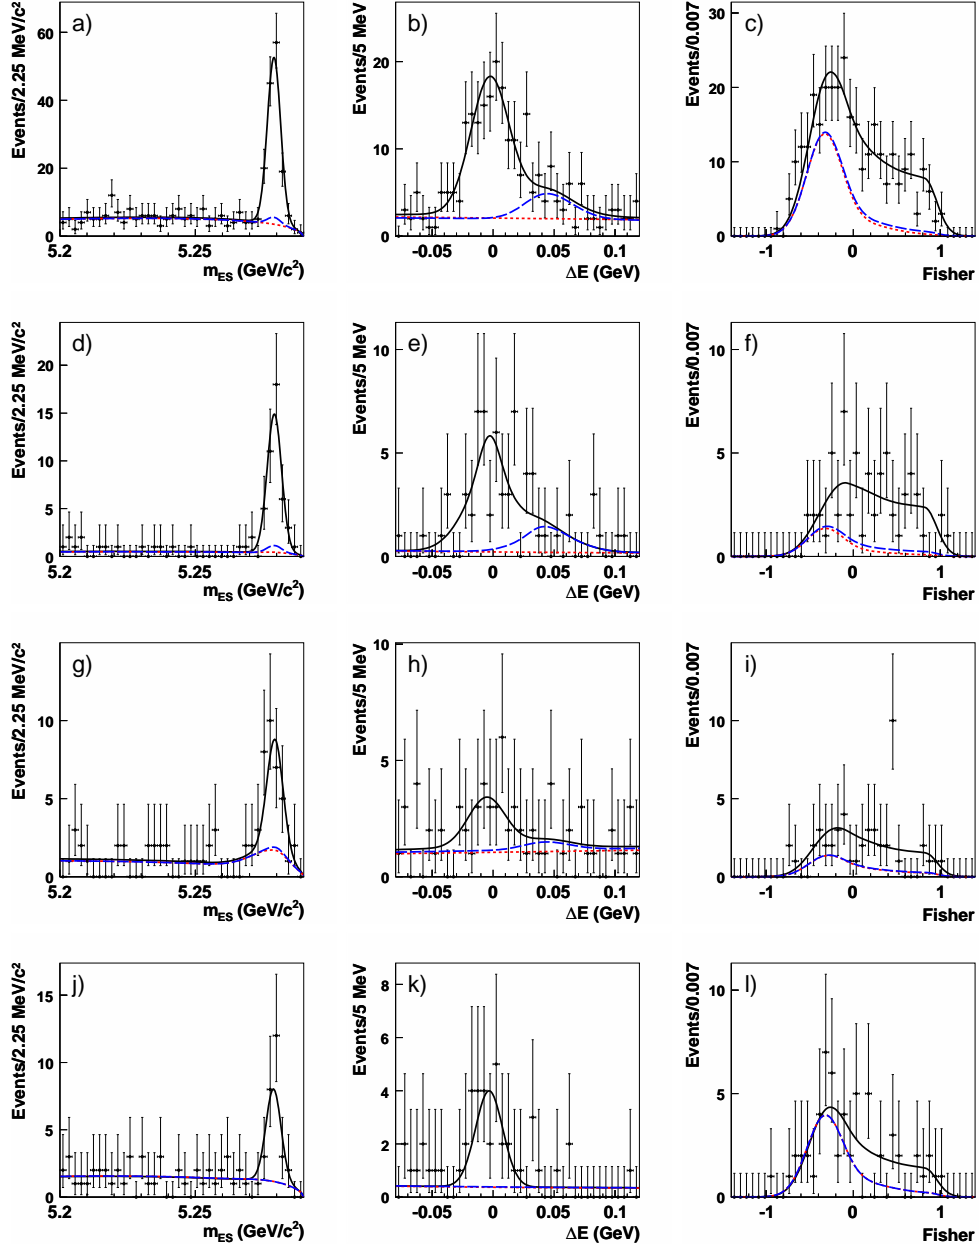 a) b) c)
Events/2.25 MeV/c²
60
40
20
0
5.2 5.25
m_ES (GeV/c²)
Events/5 MeV
20
10
0
-0.05 0 0.05 0.1
ΔE (GeV)
Events/0.007
30
20
10
0
-1 0 1
Fisher
d) e) f)
Events/2.25 MeV/c²
20
15
10
5
0
5.2 5.25
m_ES (GeV/c²)
Events/5 MeV
10
5
0
-0.05 0 0.05 0.1
ΔE (GeV)
Events/0.007
10
5
0
-1 0 1
Fisher
g) h) i)
Events/2.25 MeV/c²
10
5
0
5.2 5.25
m_ES (GeV/c²)
Events/5 MeV
10
5
0
-0.05 0 0.05 0.1
ΔE (GeV)
Events/0.007
10
5
0
-1 0 1
Fisher
j) k) l)
Events/2.25 MeV/c²
15
10
5
0
5.2 5.25
m_ES (GeV/c²)
Events/5 MeV
8
6
4
2
0
-0.05 0 0.05 0.1
ΔE (GeV)
Events/0.007
10
5
0
-1 0 1
Fisher